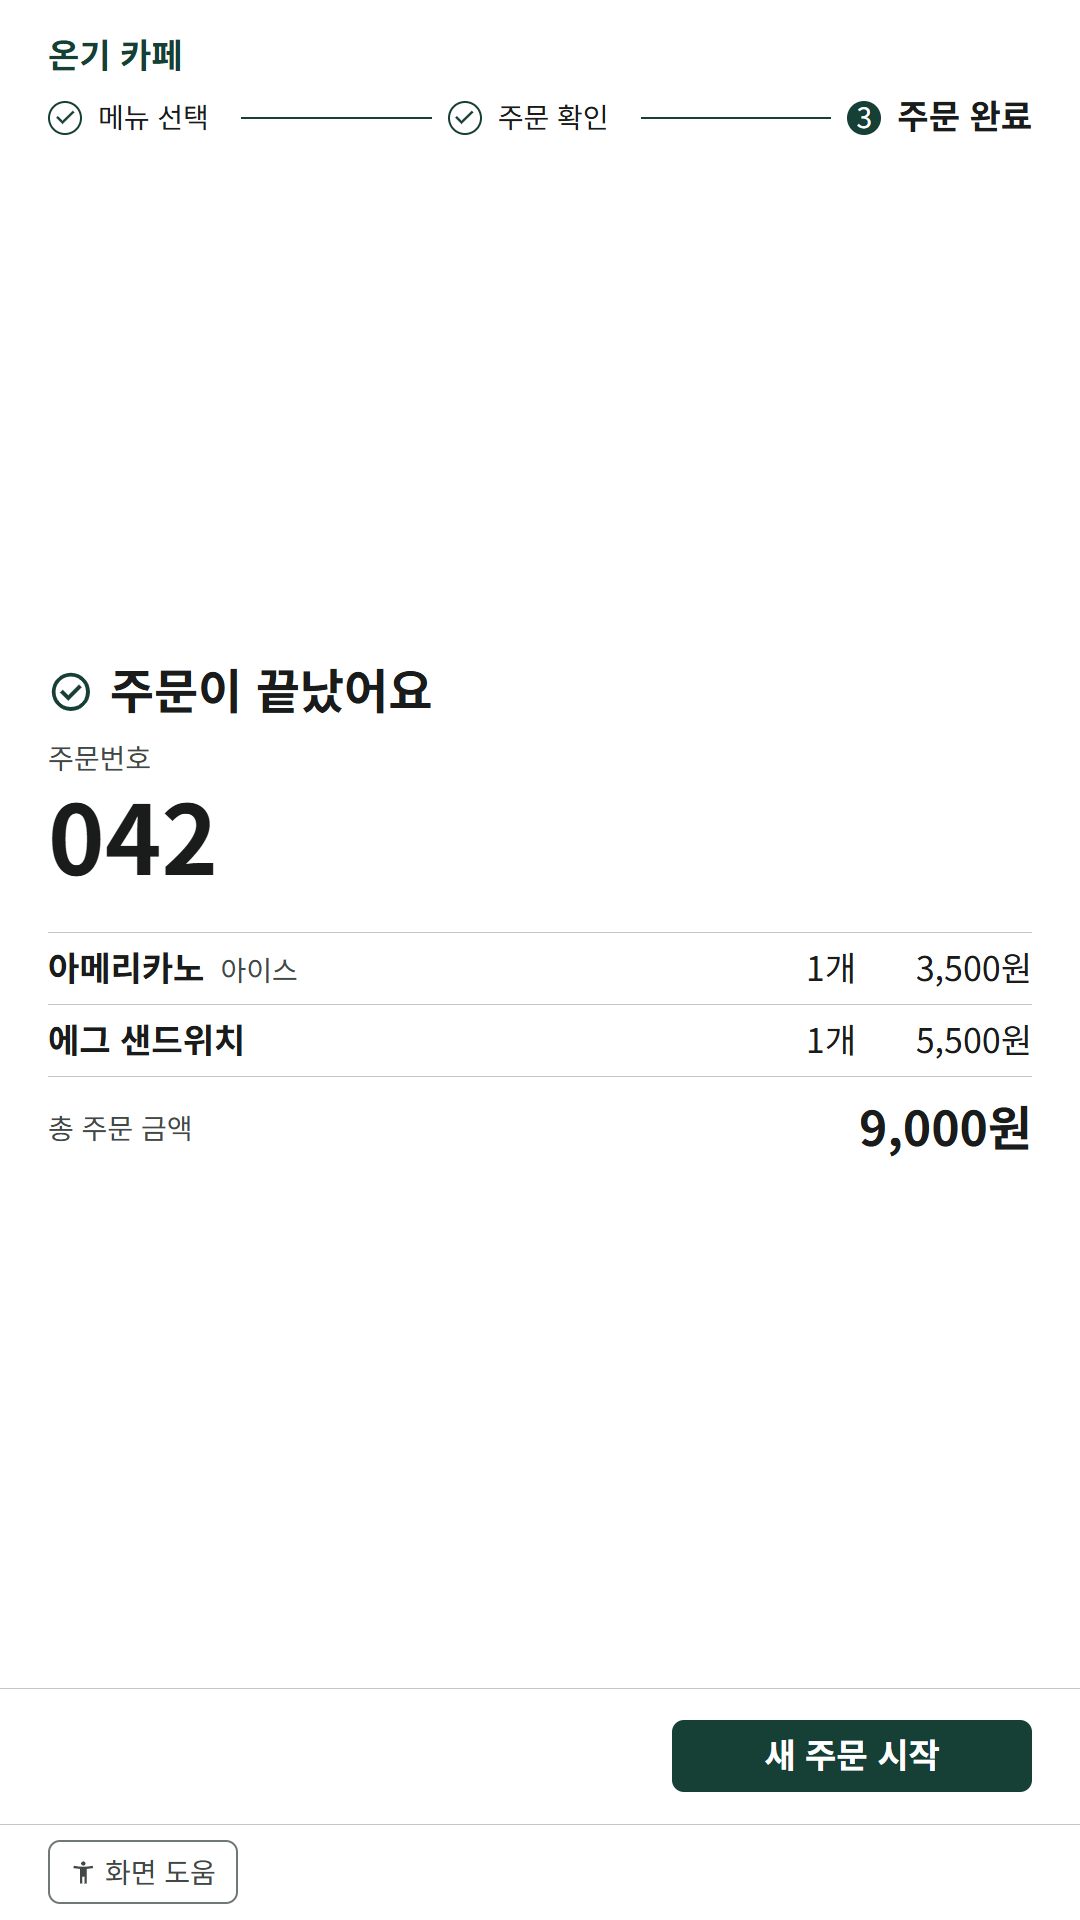 온기 카페
메뉴 선택
주문 확인
3 주문 완료
주문이 끝났어요
주문번호
042
아메리카노 아이스 1개 3,500원
에그 샌드위치 1개 5,500원
총 주문 금액 9,000원
새 주문 시작
화면 도움